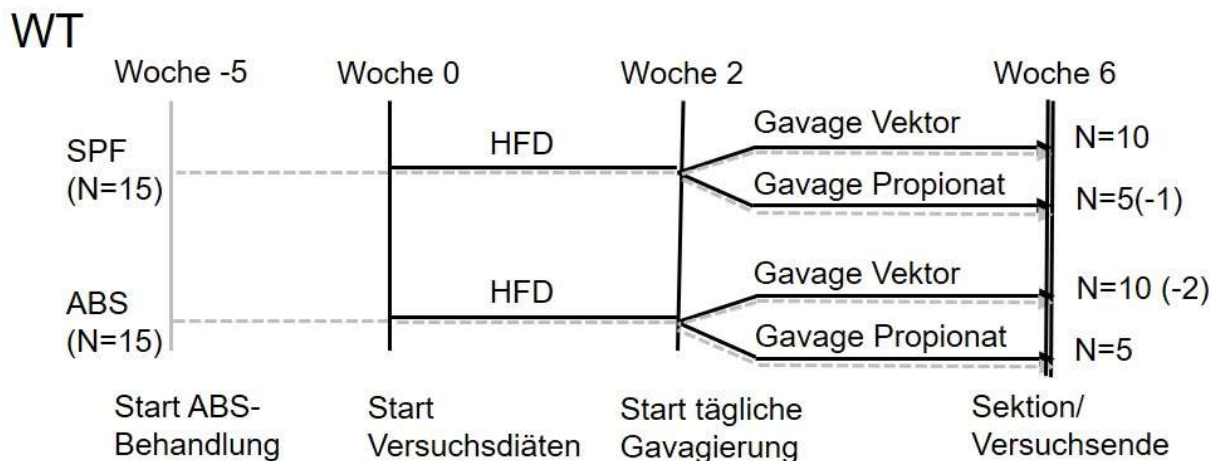 WT
Woche -5
Woche 0
Woche 2
Woche 6
SPF
(N=15)
HFD
Gavage Vektor
N=10
Gavage Propionat
N=5(-1)
ABS
(N=15)
HFD
Gavage Vektor
N=10 (-2)
Gavage Propionat
N=5
Start ABS-
Behandlung
Start
Versuchsdiäten
Start tägliche
Gavagierung
Sektion/
Versuchsende